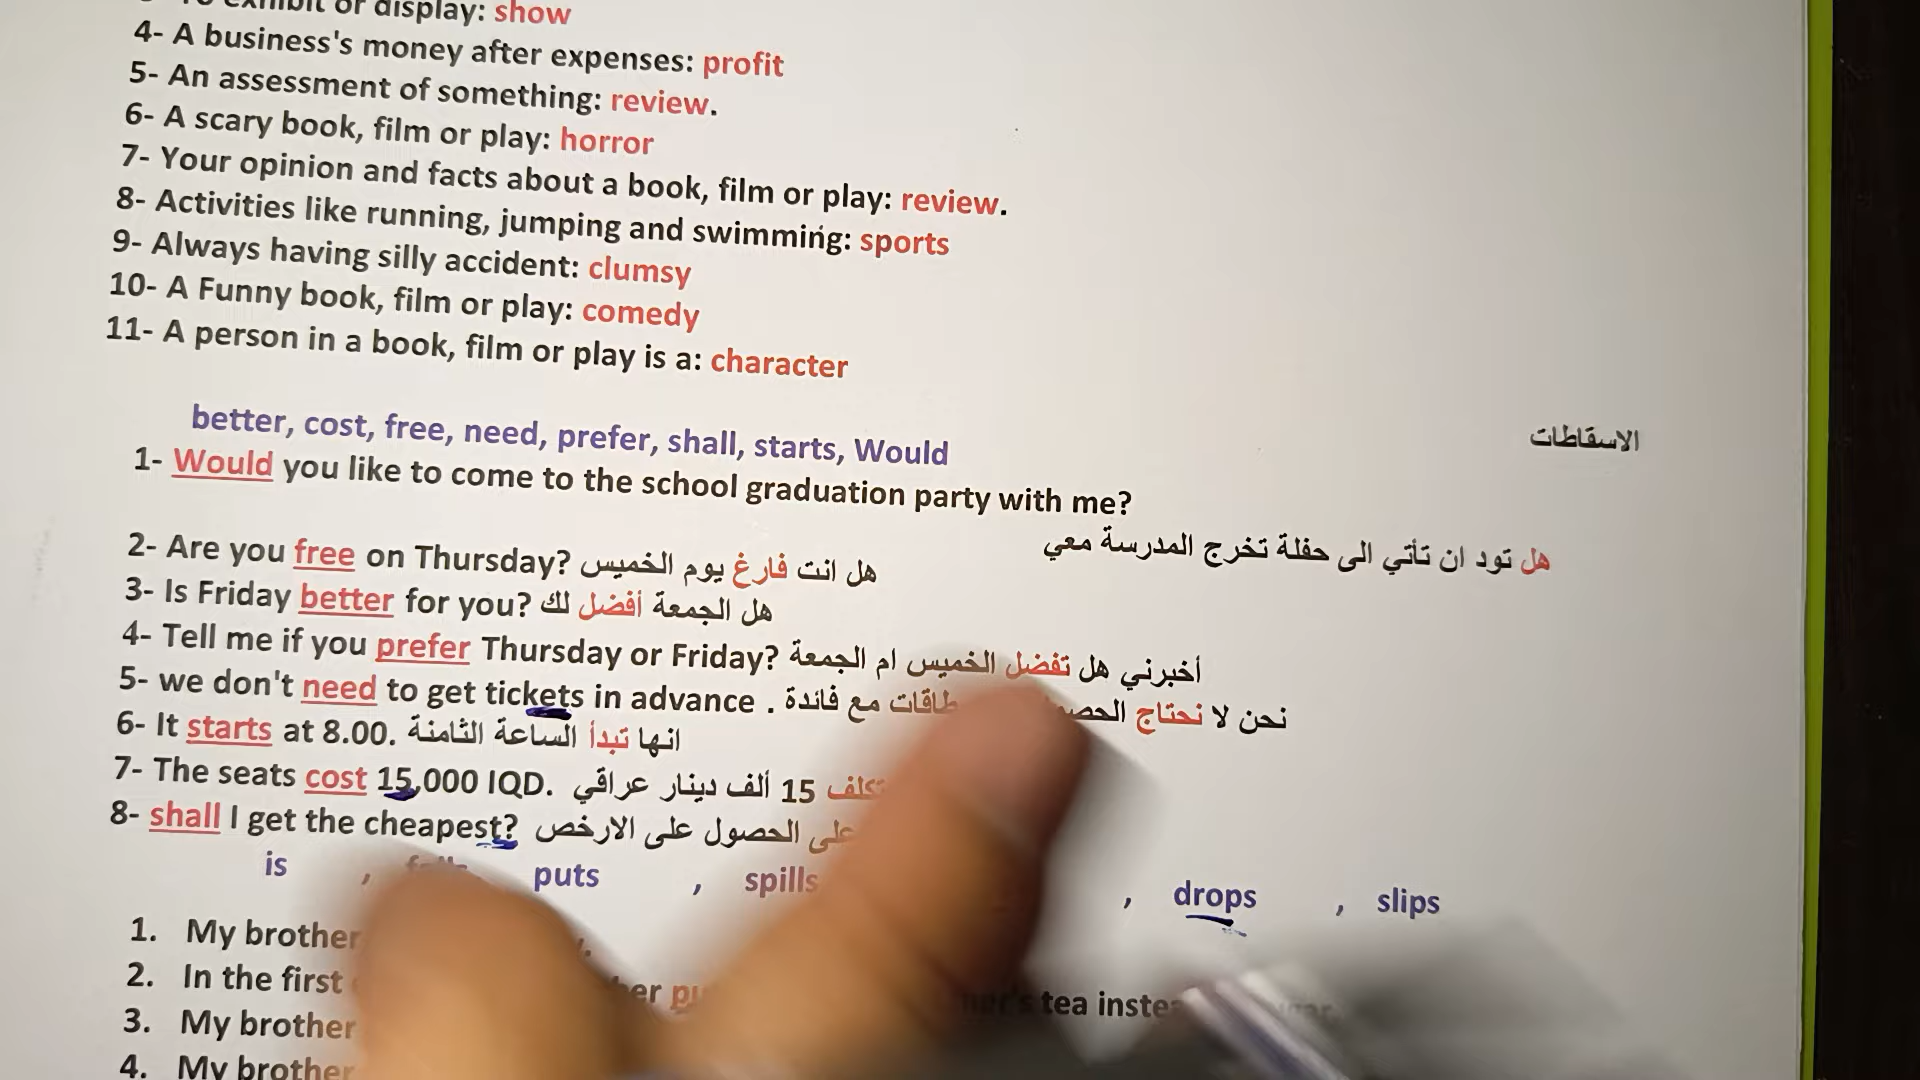 To exhibit or display: show
4- A business's money after expenses: profit
5- An assessment of something: review.
6- A scary book, film or play: horror
7- Your opinion and facts about a book, film or play: review.
8- Activities like running, jumping and swimming: sports
9- Always having silly accident: clumsy
10- A Funny book, film or play: comedy
11- A person in a book, film or play is a: character
الاسقاطات
better, cost, free, need, prefer, shall, starts, Would
1- Would you like to come to the school graduation party with me?
هل تود ان تأتي الى حفلة تخرج المدرسة معي
2- Are you free on Thursday? هل انت فارغ يوم الخميس
3- Is Friday better for you? هل الجمعة أفضل لك
4- Tell me if you prefer Thursday or Friday? أخبرني هل تفضل الخميس ام الجمعة
5- we don't need to get tickets in advance . نحن لا نحتاج مع فائدة
6- It starts at 8.00. انها تبدأ الساعة الثامنة
7- The seats cost 15,000 IQD. تكلف 15 ألف دينار عراقي
8- shall I get the cheapest? الحصول على الارخص
is , puts , spills , drops , slips
1. My brother
2. In the first tea
3. My brother
4. My brother